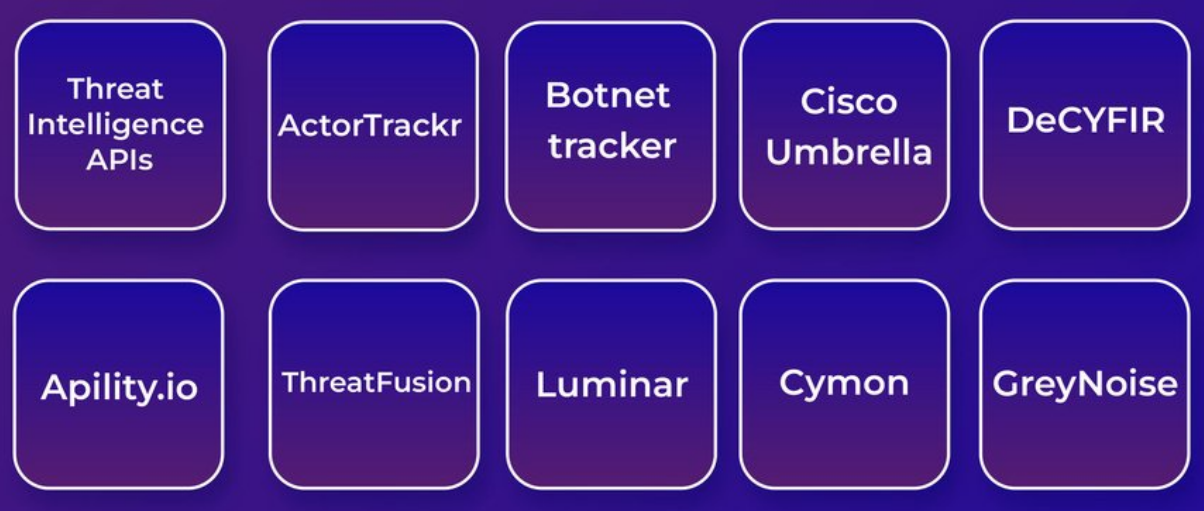 Threat
Intelligence
APIs
ActorTrackr
Botnet
tracker
Cisco
Umbrella
DeCYFIR
Apility.io
ThreatFusion
Luminar
Cymon
GreyNoise